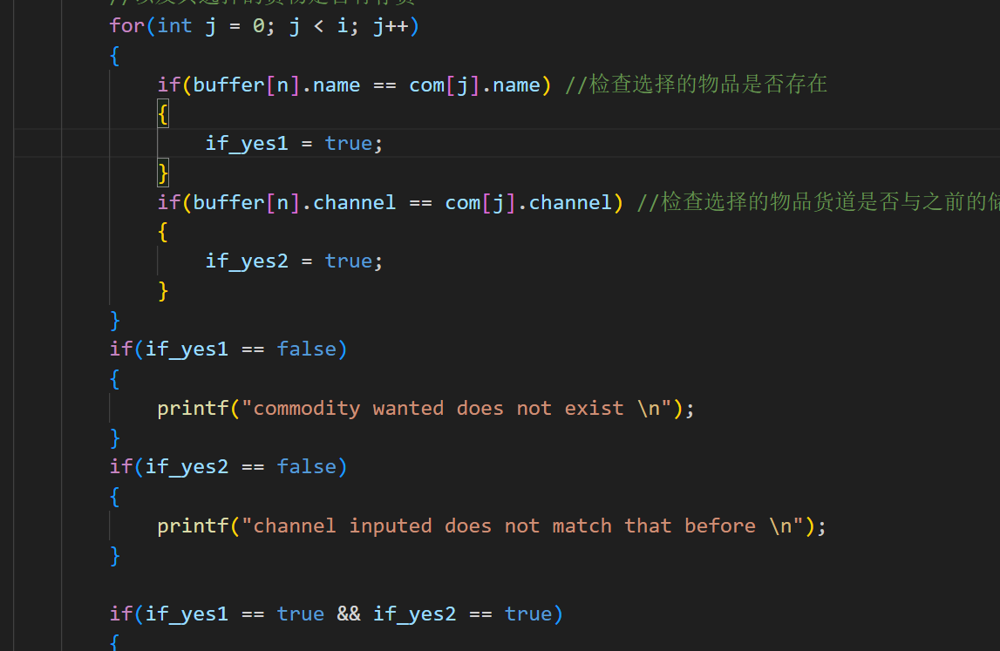 for(int j = 0; j < i; j++)
{
if(buffer[n].name == com[j].name) //检查选择的物品是否存在
{
if_yes1 = true;
}
if(buffer[n].channel == com[j].channel) //检查选择的物品货道是否与之前的储
{
if_yes2 = true;
}
}
if(if_yes1 == false)
{
printf("commodity wanted does not exist \n");
}
if(if_yes2 == false)
{
printf("channel inputed does not match that before \n");
}
if(if_yes1 == true && if_yes2 == true)
{